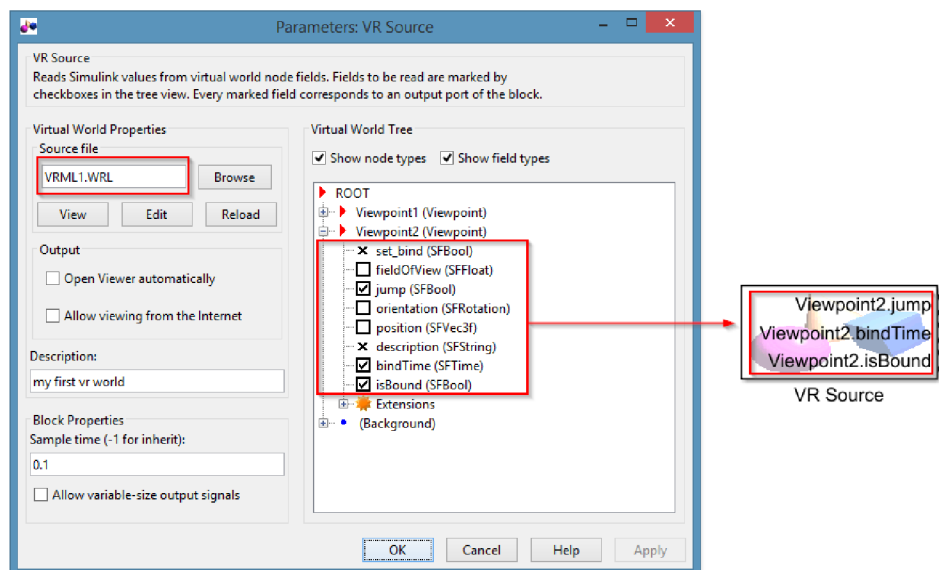 Parameters: VR Source
VR Source
Reads Simulink values from virtual world node fields. Fields to be read are marked by
checkboxes in the tree view. Every marked field corresponds to an output port of the block.
Virtual World Properties
Source file
VRML1.WRL
Browse
View
Edit
Reload
Output
Open Viewer automatically
Allow viewing from the Internet
Description:
my first vr world
Block Properties
Sample time (-1 for inherit):
0.1
Allow variable-size output signals
Virtual World Tree
Show node types
Show field types
ROOT
Viewpoint1 (Viewpoint)
Viewpoint2 (Viewpoint)
set_bind (SFBool)
fieldOfView (SFFloat)
jump (SFBool)
orientation (SFRotation)
position (SFVec3f)
description (SFString)
bindTime (SFTime)
isBound (SFBool)
Extensions
(Background)
OK
Cancel
Help
Apply
Viewpoint2.jump
Viewpoint2.bindTime
Viewpoint2.isBound
VR Source